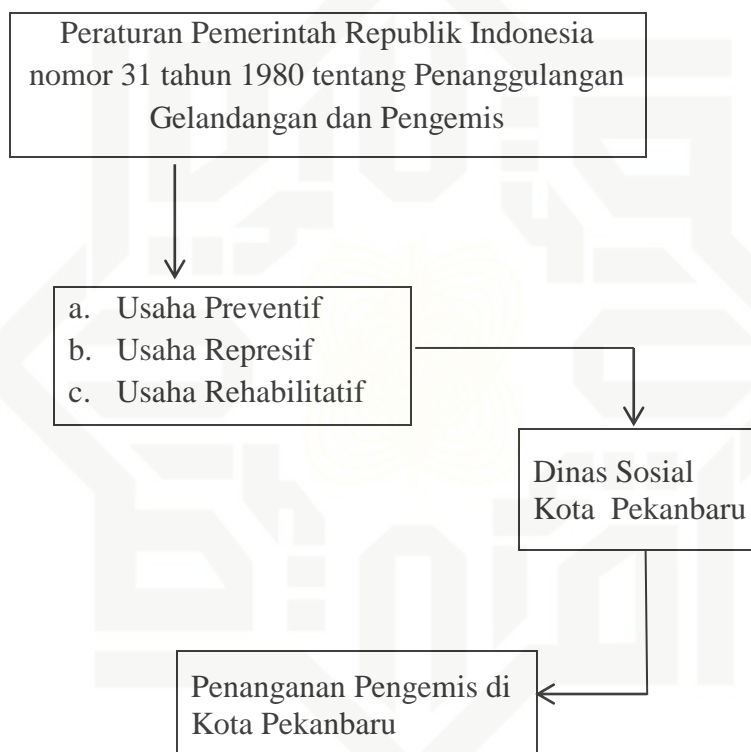 Peraturan Pemerintah Republik Indonesia
nomor 31 tahun 1980 tentang Penanggulangan
Gelandangan dan Pengemis
a. Usaha Preventif
b. Usaha Represif
c. Usaha Rehabilitatif
Dinas Sosial
Kota Pekanbaru
Penanganan Pengemis di
Kota Pekanbaru